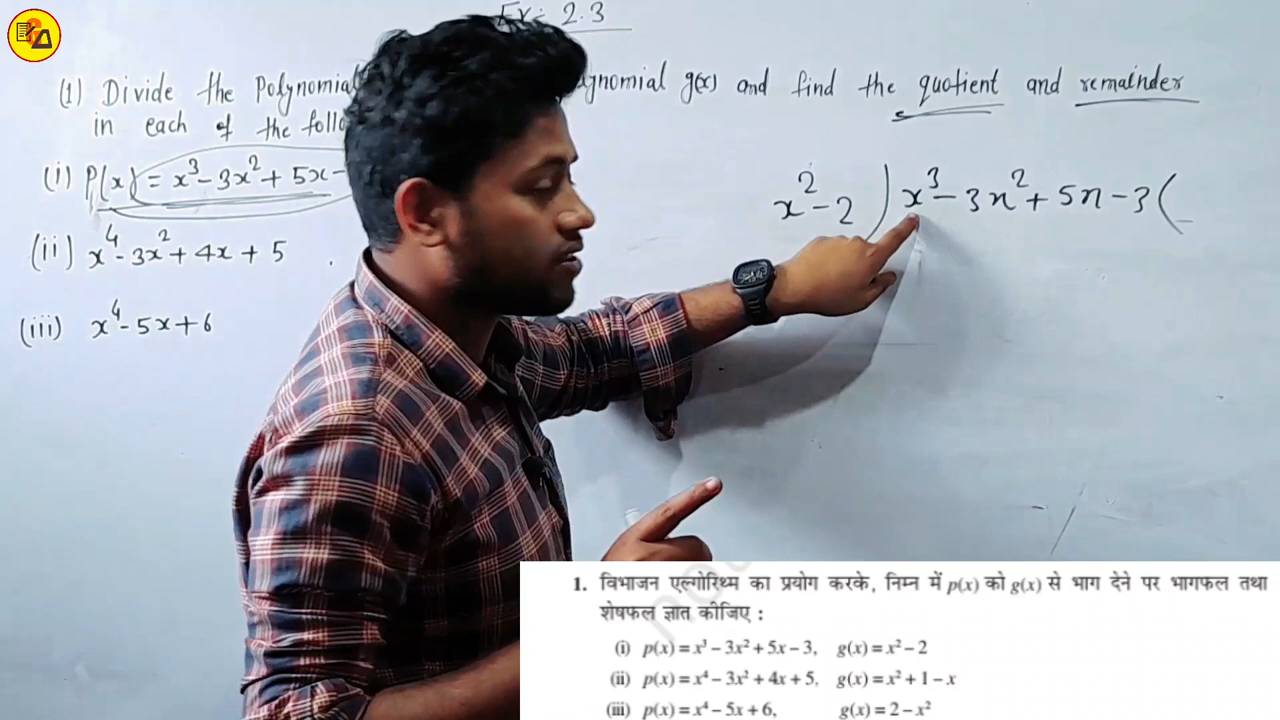 Ex: 2.3
(1) Divide the Polynomial g(x) and find the quotient and remainder
in each of the
(i) P(x) = x³ - 3x² + 5x -
(ii) x⁴ - 3x² + 4x + 5
(iii) x⁴ - 5x + 6
x² - 2 ) x³ - 3x² + 5x - 3 (
1. विभाजन एल्गोरिथ्म का प्रयोग करके, निम्न में p(x) को g(x) से भाग देने पर भागफल तथा
शेषफल ज्ञात कीजिए :
(i) p(x) = x³ – 3x² + 5x – 3, g(x) = x² – 2
(ii) p(x) = x⁴ – 3x² + 4x + 5, g(x) = x² + 1 – x
(iii) p(x) = x⁴ – 5x + 6, g(x) = 2 – x²